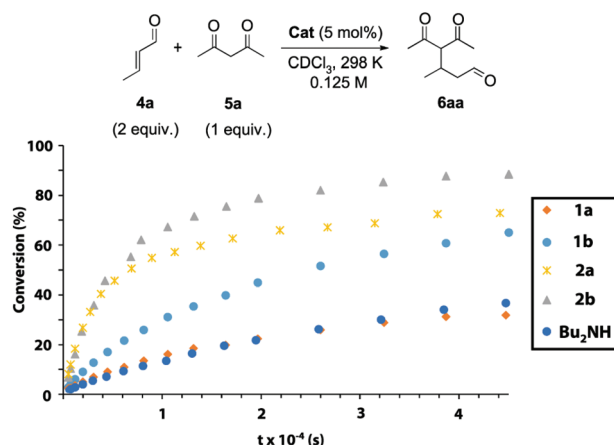 O
O O
Cat (5 mol%)
O O
+
CDCl₃, 298 K
O
0.125 M
4a 5a 6aa
(2 equiv.) (1 equiv.)
100
80
60
40
20
0
Conversion (%)
1 2 3 4
t x 10⁻⁴ (s)
1a
1b
2a
2b
Bu₂NH